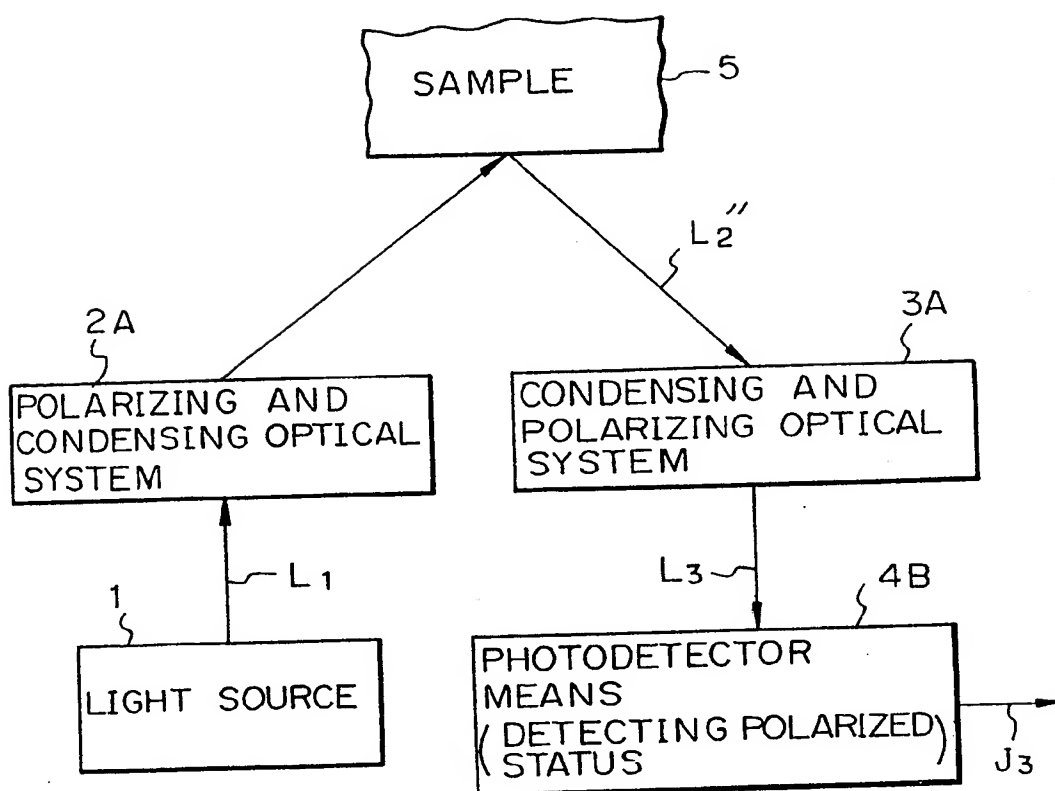 SAMPLE
5
L2″
2A
3A
POLARIZING AND
CONDENSING OPTICAL
SYSTEM
CONDENSING AND
POLARIZING OPTICAL
SYSTEM
L1
L3
1
4B
LIGHT SOURCE
PHOTODETECTOR
MEANS
(DETECTING POLARIZED
STATUS)
J3